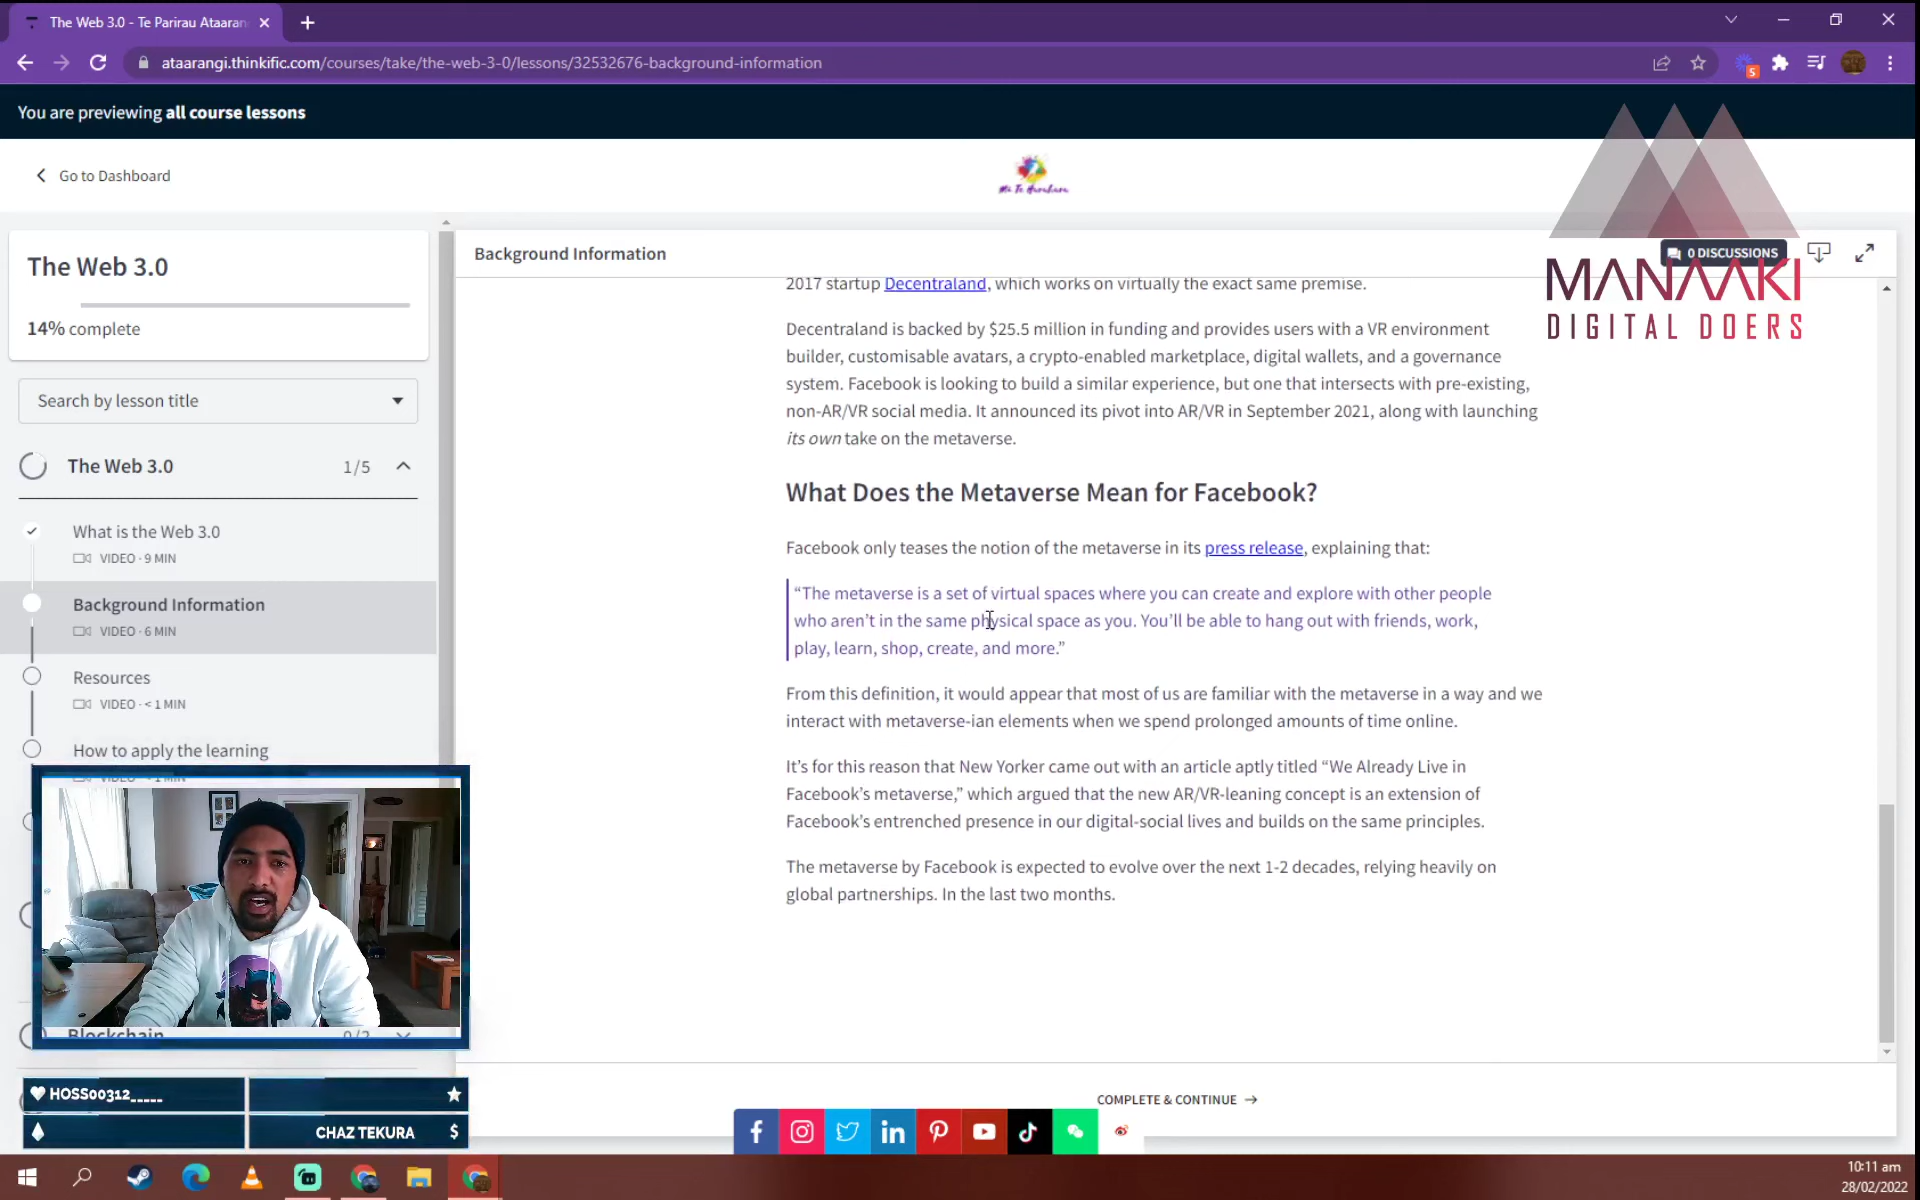 The Web 3.0 - Te Parirau Ataaran
ataarangi.thinkific.com/courses/take/the-web-3-0/lessons/32532676-background-information
5
You are previewing all course lessons
Go to Dashboard
The Web 3.0
14% complete
Search by lesson title
The Web 3.0 1/5
What is the Web 3.0
VIDEO · 9 MIN
Background Information
VIDEO · 6 MIN
Resources
VIDEO · < 1 MIN
How to apply the learning
VIDEO · < 1 MIN
Blockchain 0/2
HOSS00312_____
CHAZ TEKURA $
Background Information
0 DISCUSSIONS
MANAAKI
DIGITAL DOERS
2017 startup Decentraland, which works on virtually the exact same premise.
Decentraland is backed by $25.5 million in funding and provides users with a VR environment
builder, customisable avatars, a crypto-enabled marketplace, digital wallets, and a governance
system. Facebook is looking to build a similar experience, but one that intersects with pre-existing,
non-AR/VR social media. It announced its pivot into AR/VR in September 2021, along with launching
its own take on the metaverse.
What Does the Metaverse Mean for Facebook?
Facebook only teases the notion of the metaverse in its press release, explaining that:
“The metaverse is a set of virtual spaces where you can create and explore with other people
who aren’t in the same physical space as you. You’ll be able to hang out with friends, work,
play, learn, shop, create, and more.”
From this definition, it would appear that most of us are familiar with the metaverse in a way and we
interact with metaverse-ian elements when we spend prolonged amounts of time online.
It’s for this reason that New Yorker came out with an article aptly titled “We Already Live in
Facebook’s metaverse,” which argued that the new AR/VR-leaning concept is an extension of
Facebook’s entrenched presence in our digital-social lives and builds on the same principles.
The metaverse by Facebook is expected to evolve over the next 1-2 decades, relying heavily on
global partnerships. In the last two months.
COMPLETE & CONTINUE
10:11 am
28/02/2022